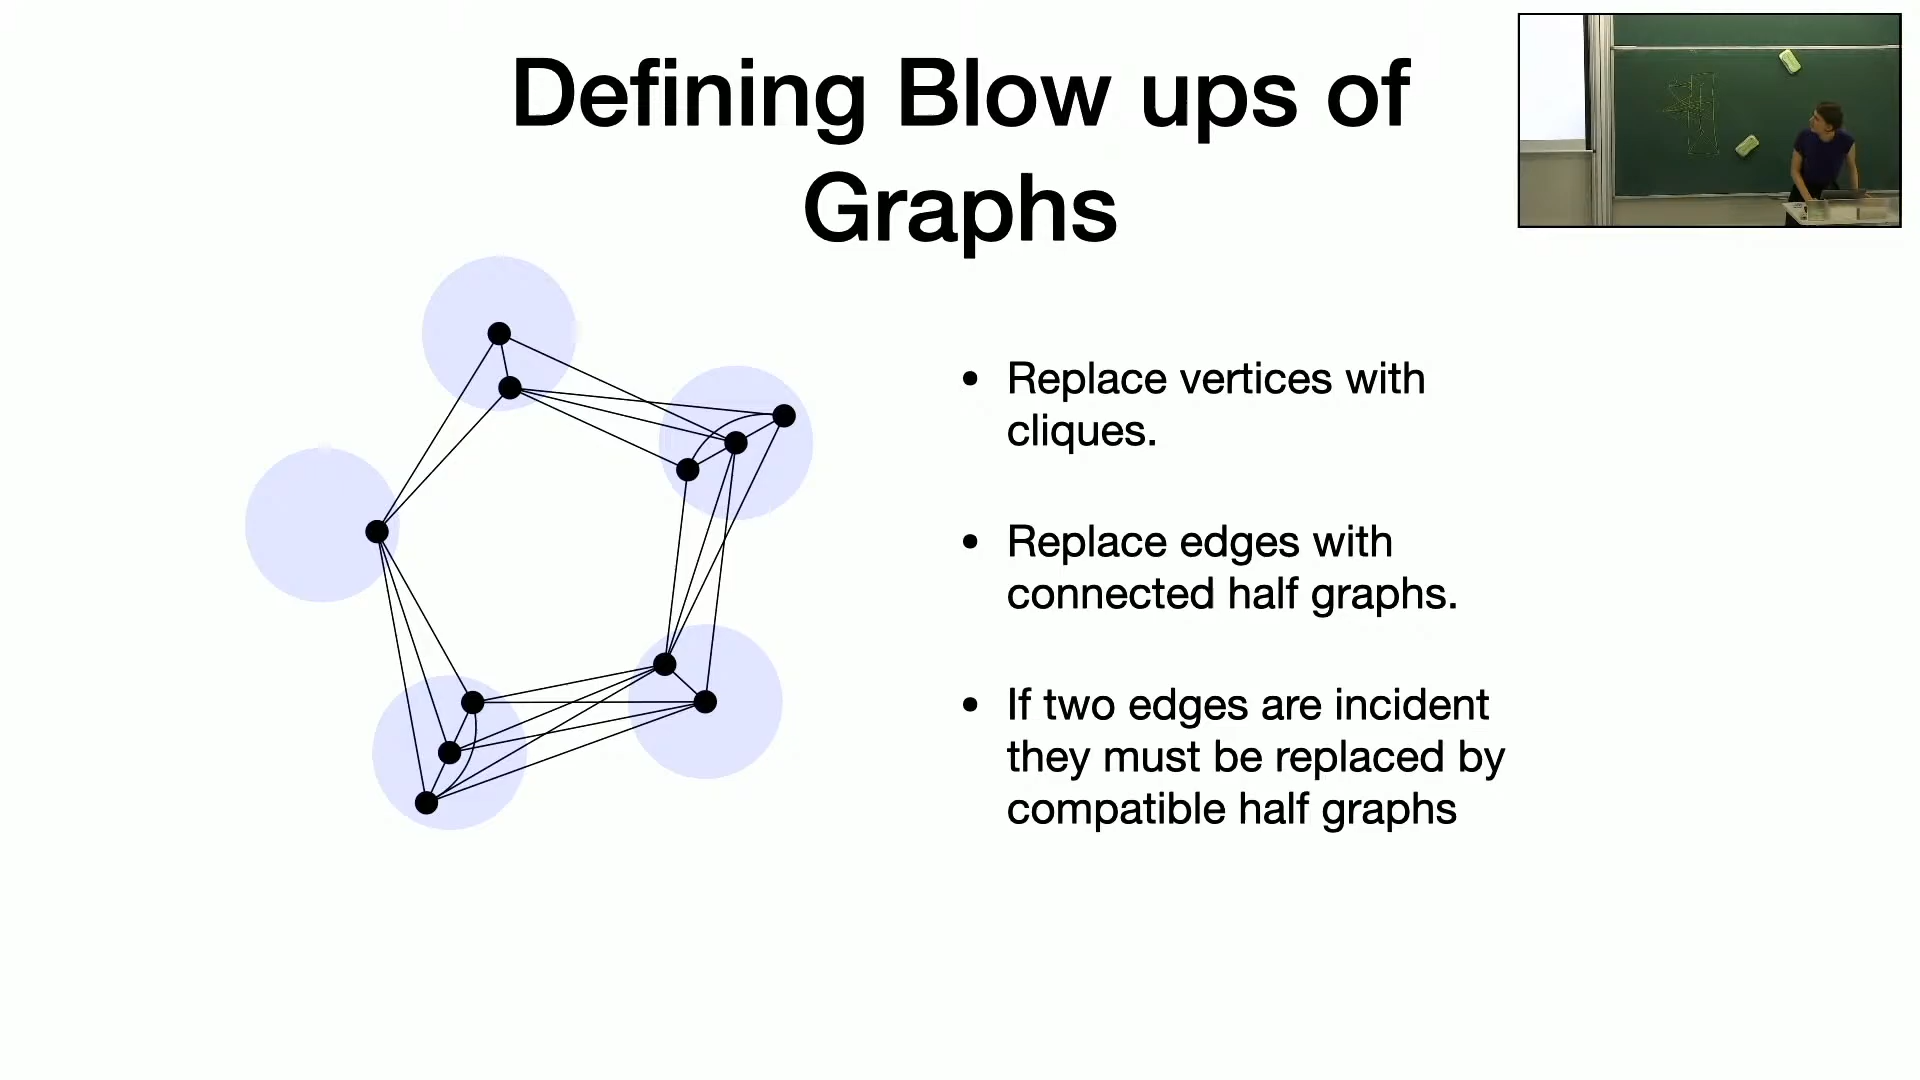 Defining Blow ups of
Graphs
• Replace vertices with
cliques.
• Replace edges with
connected half graphs.
• If two edges are incident
they must be replaced by
compatible half graphs